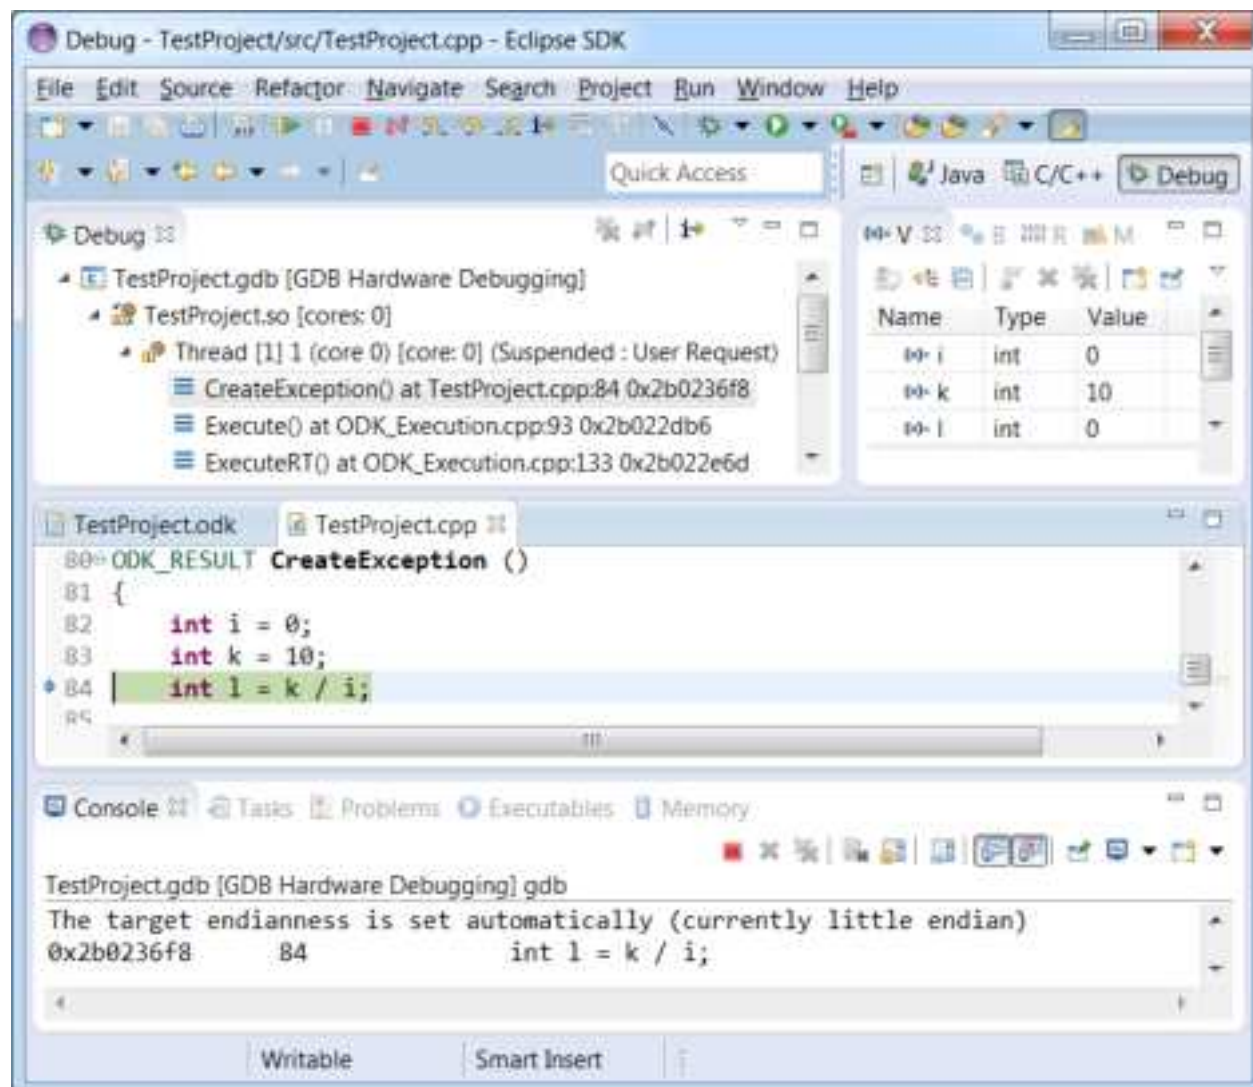 Debug - TestProject/src/TestProject.cpp - Eclipse SDK
File Edit Source Refactor Navigate Search Project Run Window Help
Quick Access
Java C/C++ Debug
Debug
TestProject.gdb [GDB Hardware Debugging]
TestProject.so [cores: 0]
Thread [1] 1 (core 0) [core: 0] (Suspended : User Request)
CreateException() at TestProject.cpp:84 0x2b0236f8
Execute() at ODK_Execution.cpp:93 0x2b022db6
ExecuteRT() at ODK_Execution.cpp:133 0x2b022e6d
V E R M
Name Type Value
i int 0
k int 10
l int 0
TestProject.odk TestProject.cpp
80 ODK_RESULT CreateException ()
81 {
82 int i = 0;
83 int k = 10;
84 int l = k / i;
85
Console Tasks Problems Executables Memory
TestProject.gdb [GDB Hardware Debugging] gdb
The target endianness is set automatically (currently little endian)
0x2b0236f8 84 int l = k / i;
Writable Smart Insert